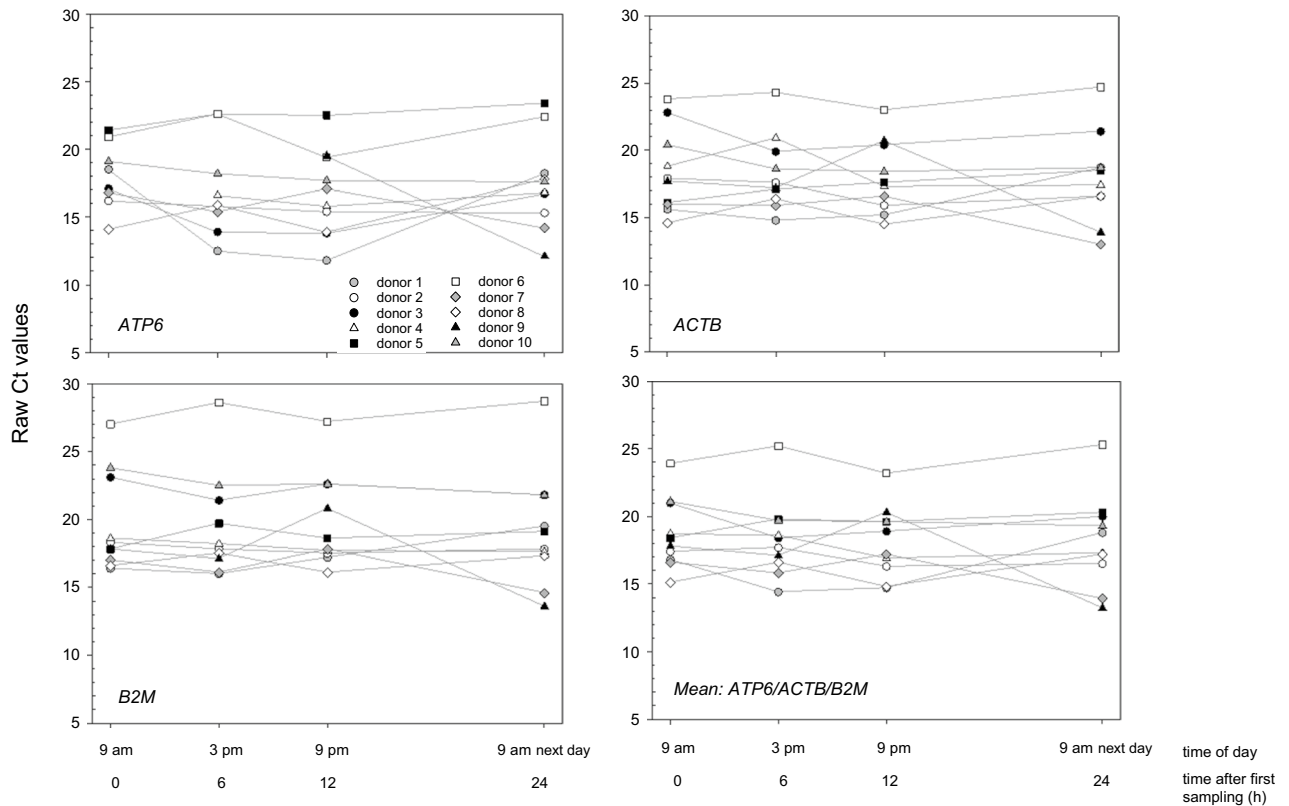 Raw Ct values
30
25
20
15
10
5
ATP6
donor 1
donor 2
donor 3
donor 4
donor 5
donor 6
donor 7
donor 8
donor 9
donor 10
30
25
20
15
10
5
ACTB
30
25
20
15
10
5
B2M
30
25
20
15
10
5
Mean: ATP6/ACTB/B2M
9 am 3 pm 9 pm 9 am next day
0 6 12 24
9 am 3 pm 9 pm 9 am next day
0 6 12 24
time of day
time after first
sampling (h)